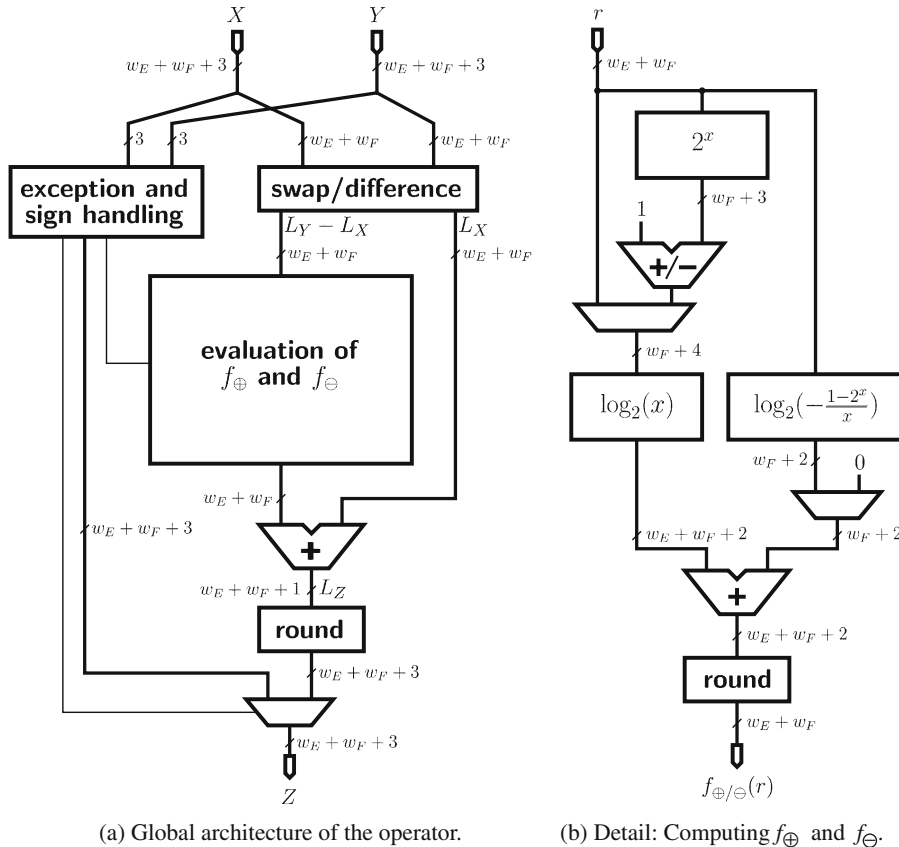 X
Y
w_E + w_F + 3
w_E + w_F + 3
3
3
w_E + w_F
w_E + w_F
exception and
sign handling
swap/difference
L_Y − L_X
L_X
w_E + w_F
w_E + w_F
evaluation of
f_⊕ and f_⊖
w_E + w_F
w_E + w_F + 3
+
w_E + w_F + 1
L_Z
round
w_E + w_F + 3
w_E + w_F + 3
Z
(a) Global architecture of the operator.
r
w_E + w_F
2^x
w_F + 3
1
+/−
w_F + 4
log_2(x)
log_2(−\frac{1−2^x}{x})
w_F + 2
0
w_E + w_F + 2
w_F + 2
+
w_E + w_F + 2
round
w_E + w_F
f_{⊕/⊖}(r)
(b) Detail: Computing f_⊕ and f_⊖.